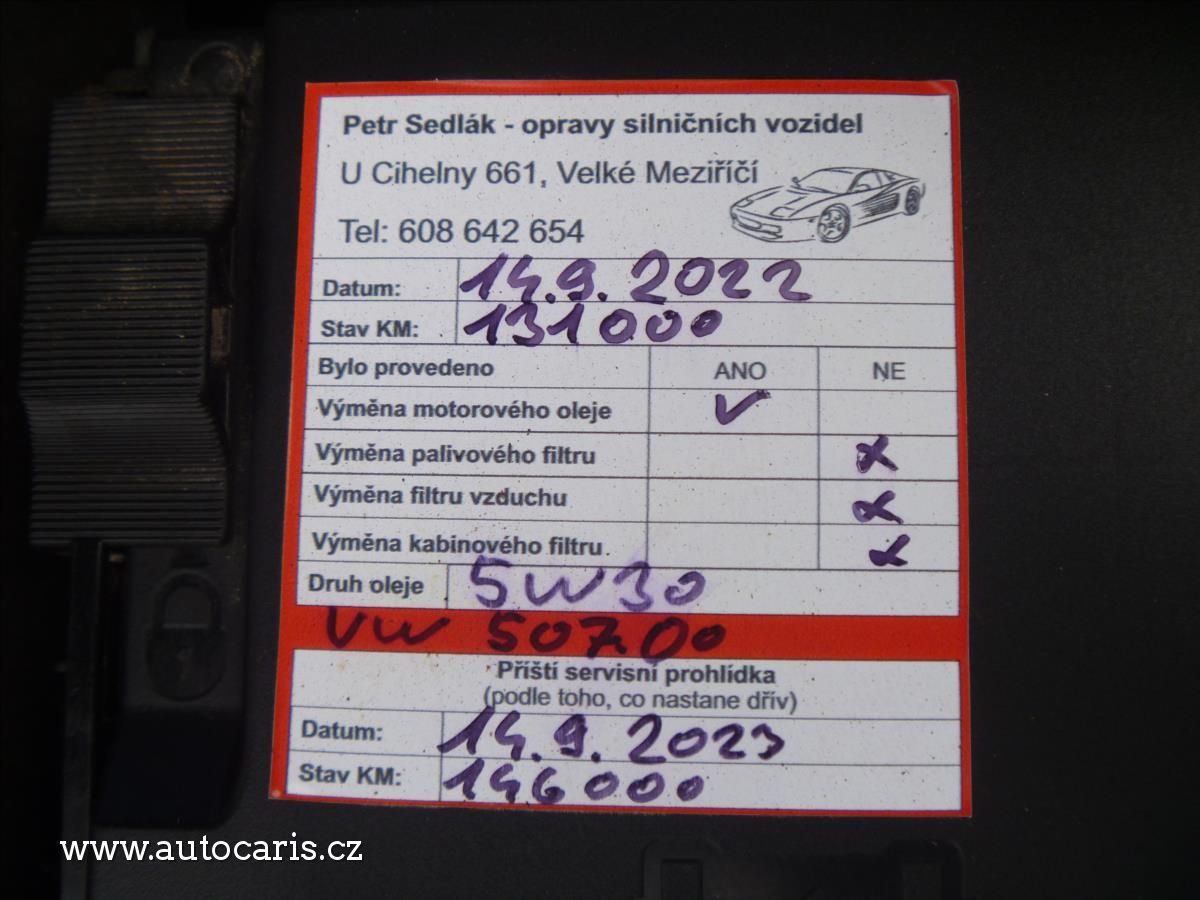 Petr Sedlák - opravy silničních vozidel
U Cihelny 661, Velké Meziříčí
Tel: 608 642 654
Datum: 14.9.2022
Stav KM: 131000
Bylo provedeno ANO NE
Výměna motorového oleje ✓
Výměna palivového filtru x
Výměna filtru vzduchu x
Výměna kabinového filtru x
Druh oleje 5W30
VW 507.00
Příští servisní prohlídka
(podle toho, co nastane dřív)
Datum: 14.9.2023
Stav KM: 146000
www.autocaris.cz